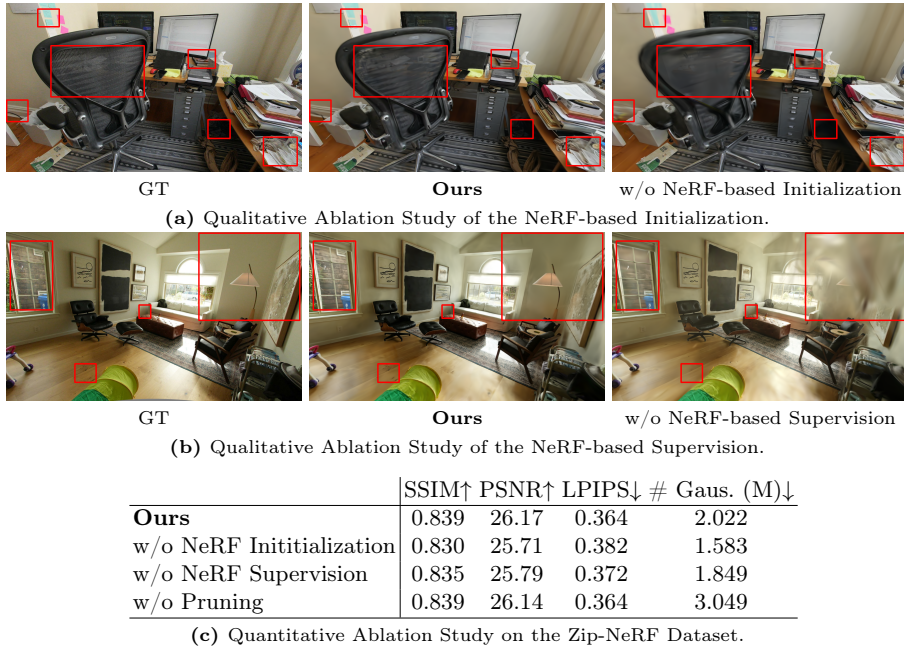 GT
Ours
w/o NeRF-based Initialization
(a) Qualitative Ablation Study of the NeRF-based Initialization.
GT
Ours
w/o NeRF-based Supervision
(b) Qualitative Ablation Study of the NeRF-based Supervision.
SSIM↑ PSNR↑ LPIPS↓ # Gaus. (M)↓
Ours 0.839 26.17 0.364 2.022
w/o NeRF Inititialization 0.830 25.71 0.382 1.583
w/o NeRF Supervision 0.835 25.79 0.372 1.849
w/o Pruning 0.839 26.14 0.364 3.049
(c) Quantitative Ablation Study on the Zip-NeRF Dataset.